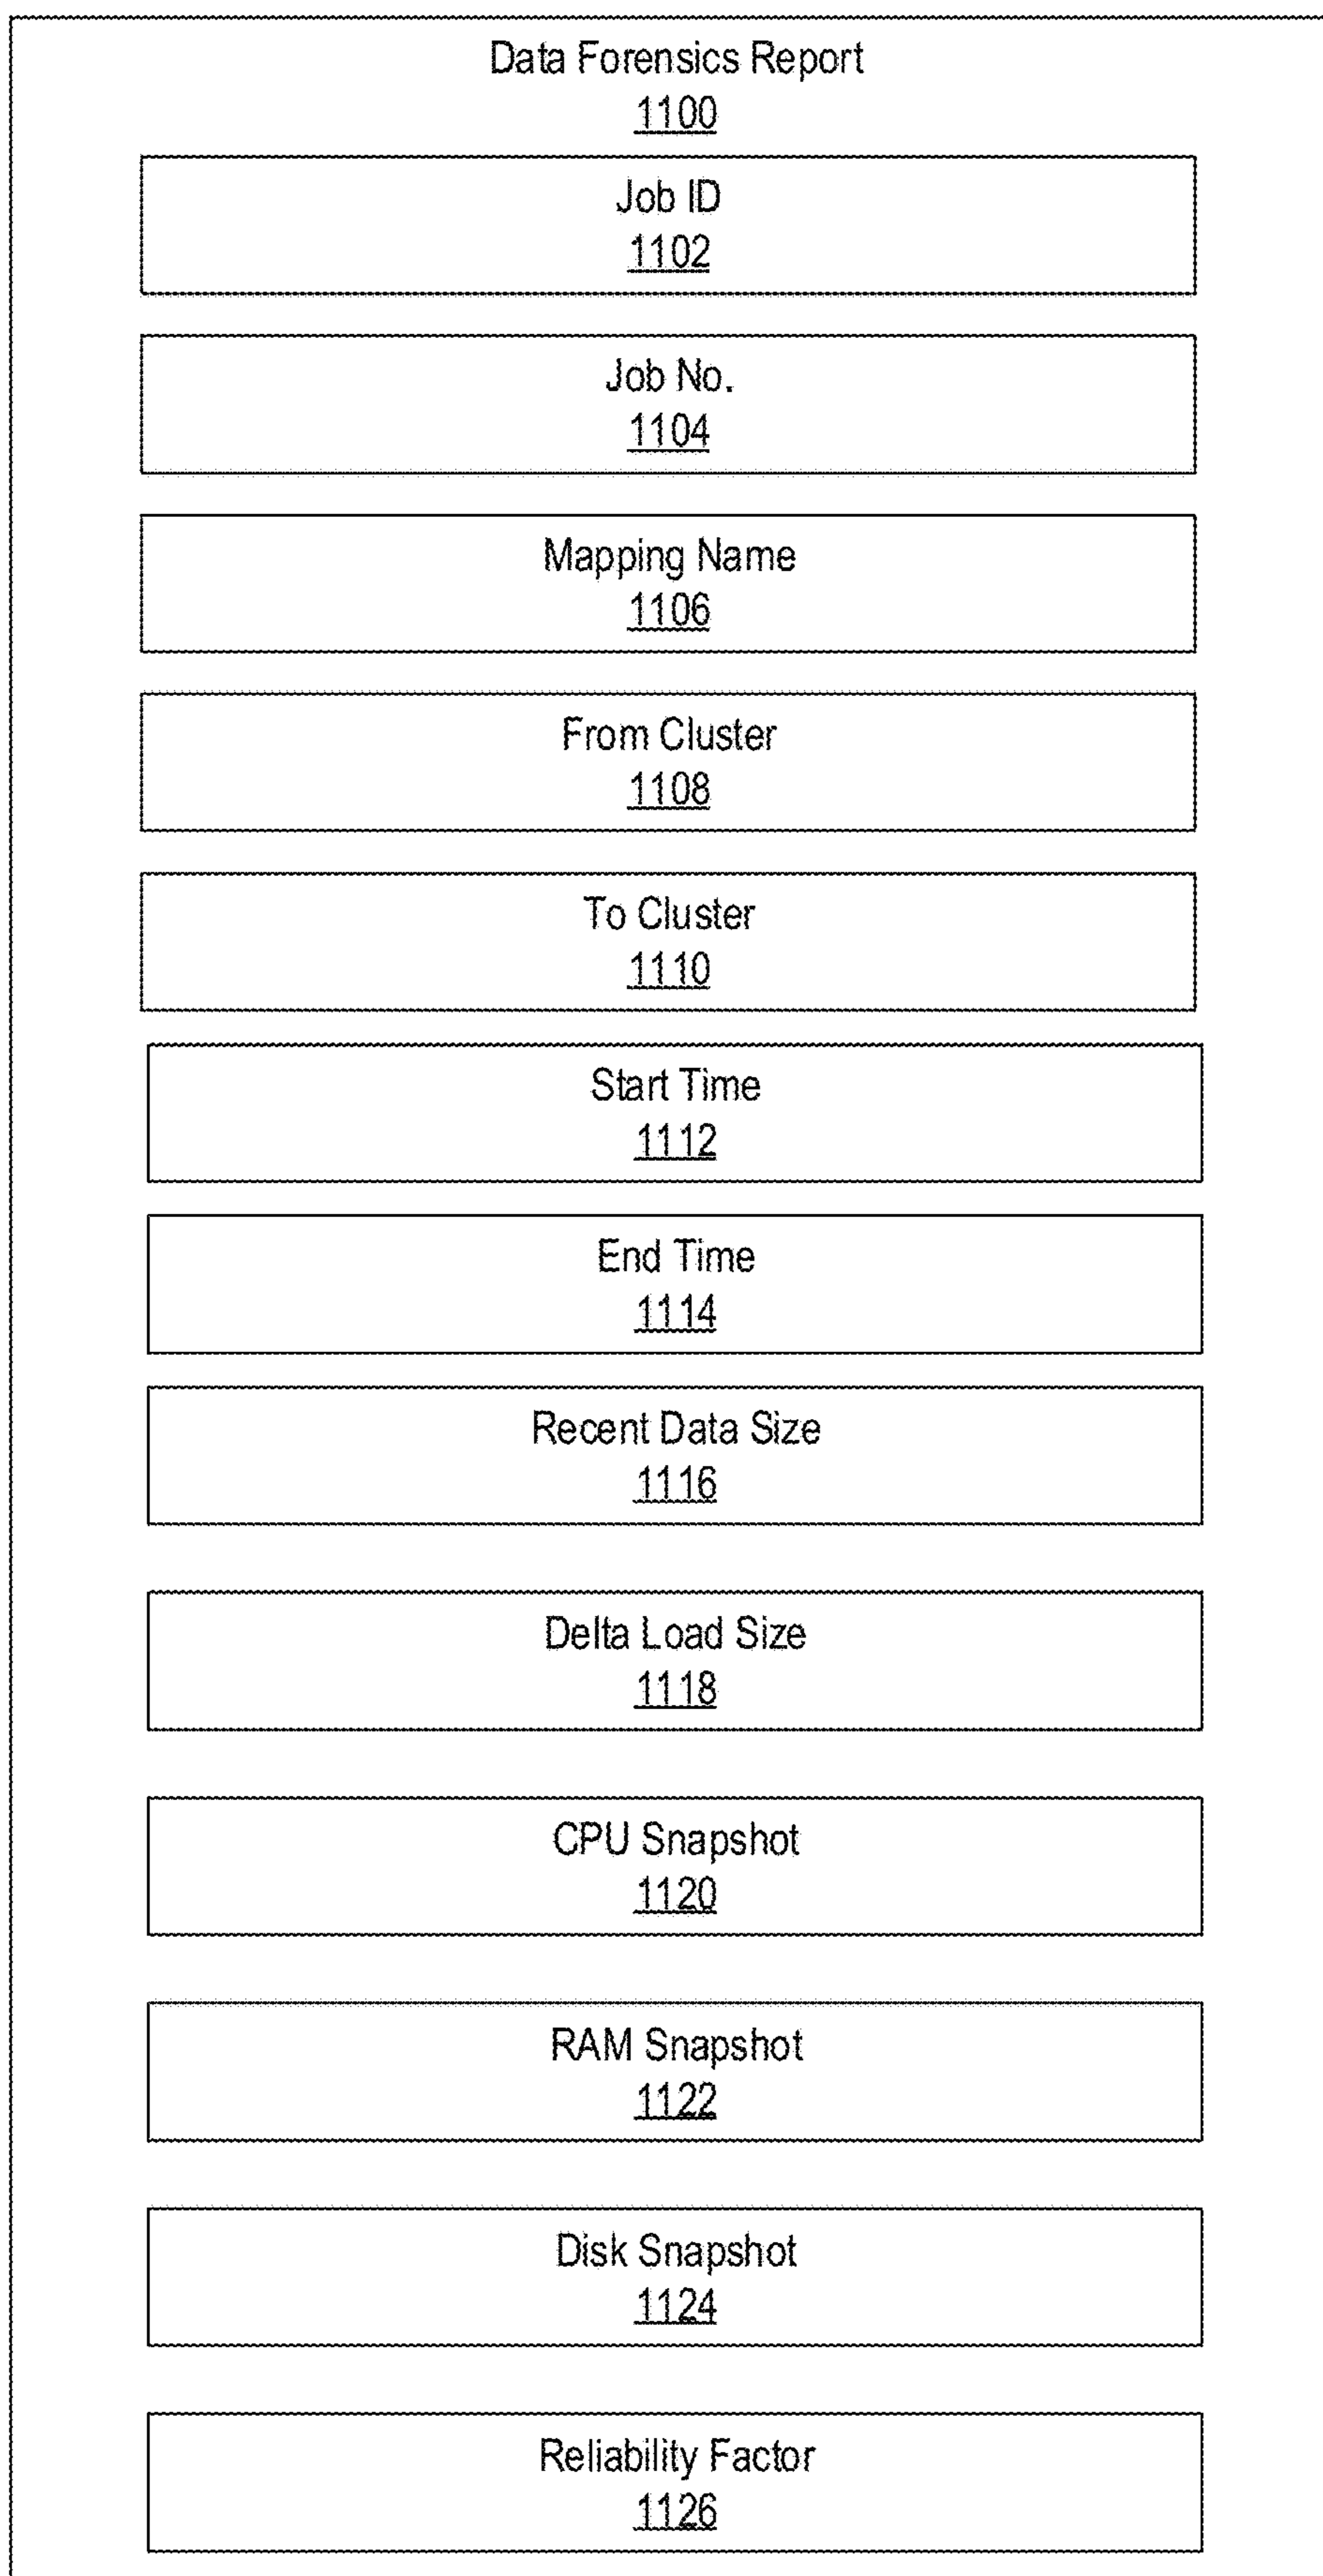 Data Forensics Report
1100
Job ID
1102
Job No.
1104
Mapping Name
1106
From Cluster
1108
To Cluster
1110
Start Time
1112
End Time
1114
Recent Data Size
1116
Delta Load Size
1118
CPU Snapshot
1120
RAM Snapshot
1122
Disk Snapshot
1124
Reliability Factor
1126